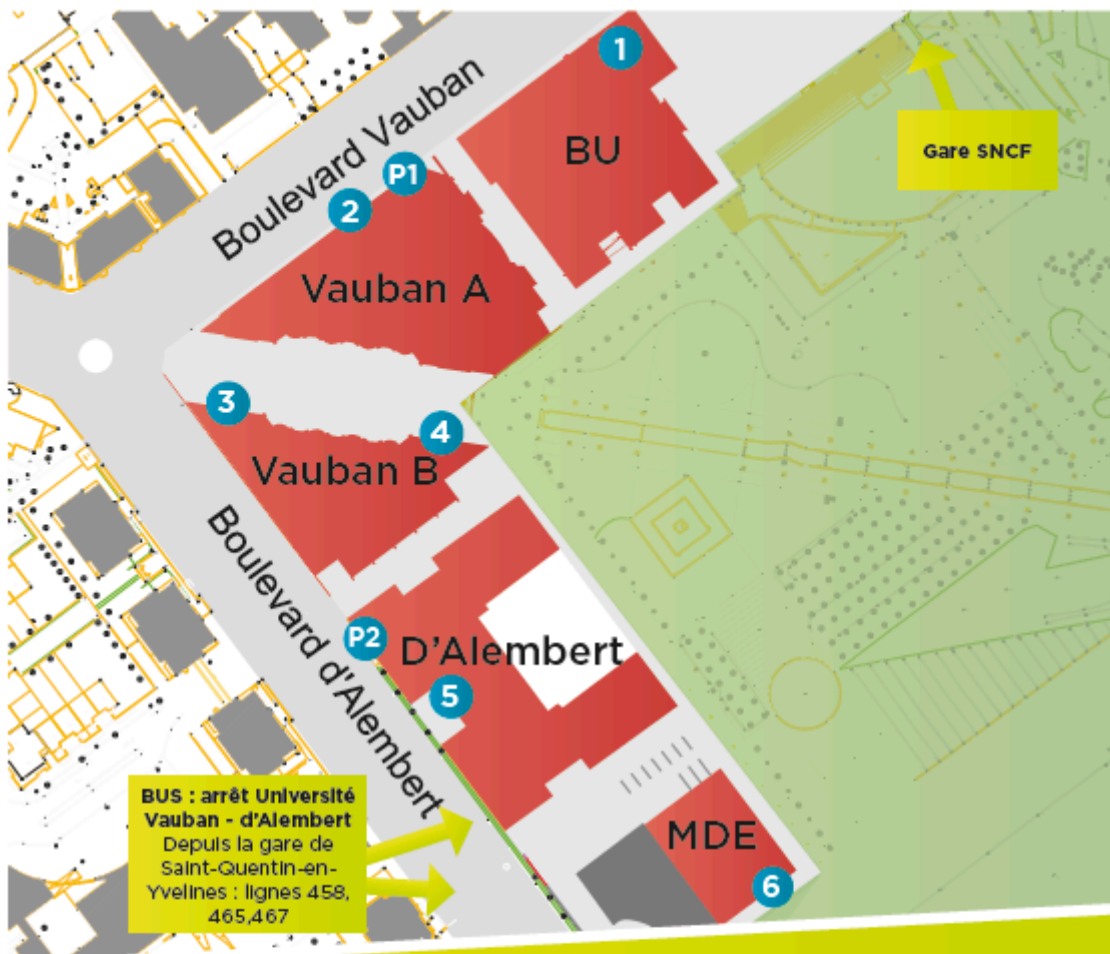 1
BU
Gare SNCF
Boulevard Vauban
P1
2
Vauban A
3
4
Vauban B
Boulevard d'Alembert
P2
D'Alembert
5
BUS : arrêt Université
Vauban - d'Alembert
Depuis la gare de
Saint-Quentin-en-
Yvelines : lignes 458,
465,467
MDE
6